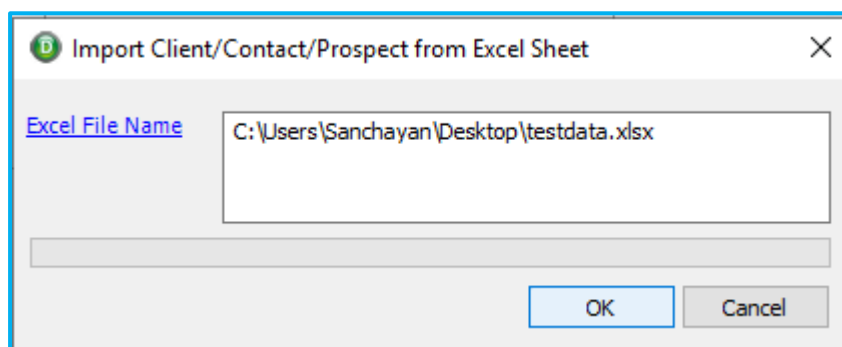 Import Client/Contact/Prospect from Excel Sheet
Excel File Name
C:\Users\Sanchayan\Desktop\testdata.xlsx
OK
Cancel